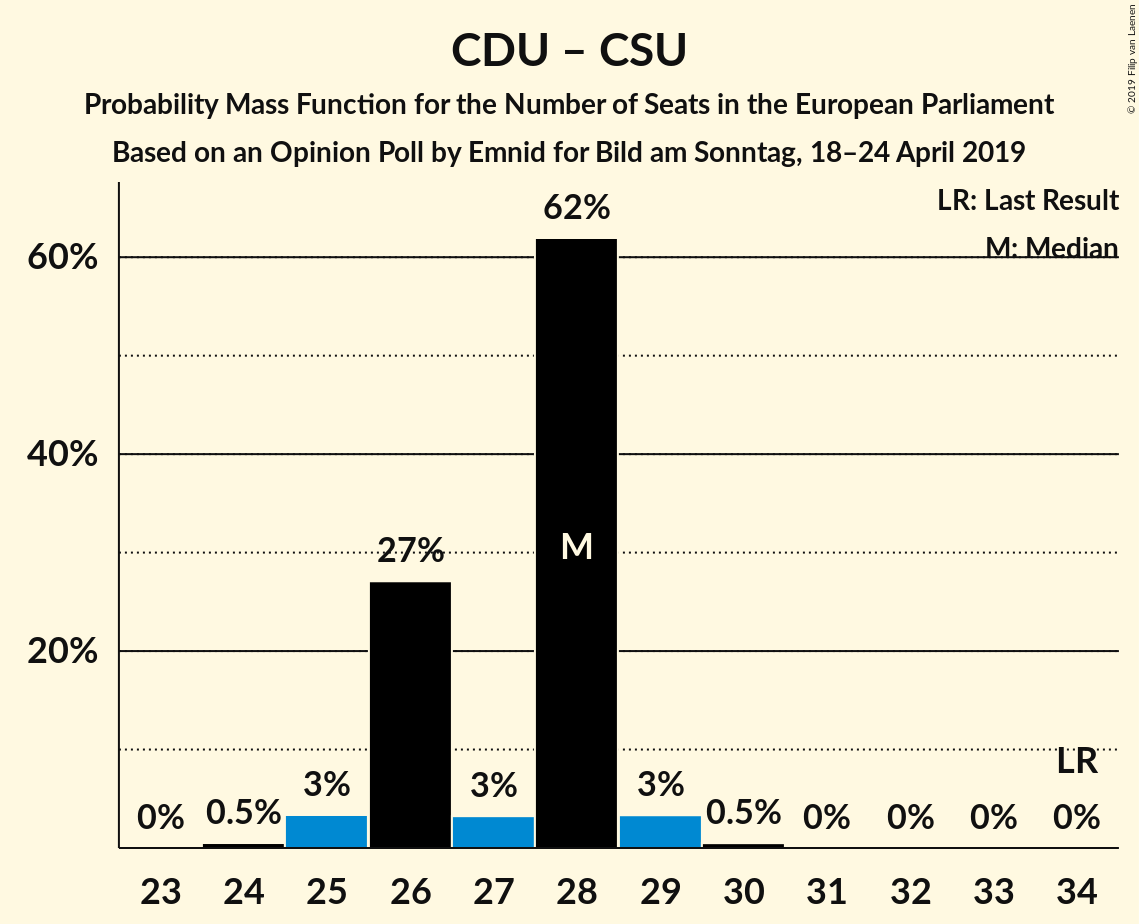 CDU – CSU
Probability Mass Function for the Number of Seats in the European Parliament
Based on an Opinion Poll by Emnid for Bild am Sonntag, 18–24 April 2019
© 2019 Filip van Laenen
LR: Last Result
M: Median
60%
40%
20%
0%
0.5%
3%
27%
3%
62%
M
3%
0.5%
0%
0%
0%
LR
0%
23 24 25 26 27 28 29 30 31 32 33 34